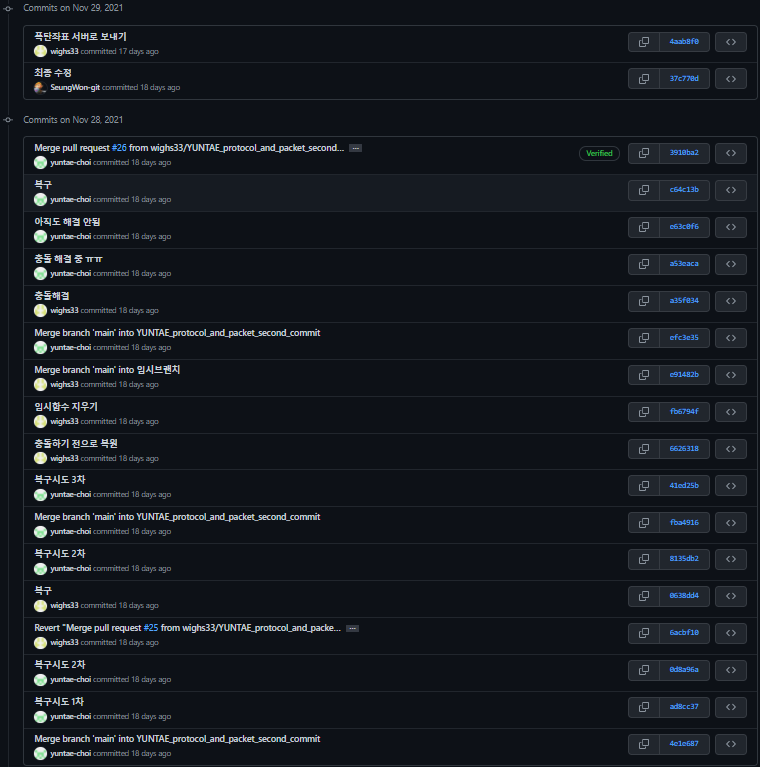 Commits on Nov 29, 2021
폭탄좌표 서버로 보내기
wighs33 committed 17 days ago
4aab8f0
최종 수정
SeungWon-git committed 18 days ago
37c770d
Commits on Nov 28, 2021
Merge pull request #26 from wighs33/YUNTAE_protocol_and_packet_second... ...
yuntae-choi committed 18 days ago
Verified
3910ba2
복구
yuntae-choi committed 18 days ago
c64c13b
아직도 해결 안됨
yuntae-choi committed 18 days ago
e63c0f6
충돌 해결 중 ㅠㅠ
yuntae-choi committed 18 days ago
a53eaca
충돌해결
wighs33 committed 18 days ago
a35f034
Merge branch 'main' into YUNTAE_protocol_and_packet_second_commit
yuntae-choi committed 18 days ago
efc3e35
Merge branch 'main' into 임시브랜치
wighs33 committed 18 days ago
e91482b
임시함수 지우기
wighs33 committed 18 days ago
fb6794f
충돌하기 전으로 복원
wighs33 committed 18 days ago
6626318
복구시도 3차
yuntae-choi committed 18 days ago
41ed25b
Merge branch 'main' into YUNTAE_protocol_and_packet_second_commit
yuntae-choi committed 18 days ago
fba4916
복구시도 2차
yuntae-choi committed 18 days ago
8135db2
복구
wighs33 committed 18 days ago
0638dd4
Revert "Merge pull request #25 from wighs33/YUNTAE_protocol_and_packe... ...
wighs33 committed 18 days ago
6acbf10
복구시도 2차
yuntae-choi committed 18 days ago
0d8a96a
복구시도 1차
yuntae-choi committed 18 days ago
ad8cc37
Merge branch 'main' into YUNTAE_protocol_and_packet_second_commit
yuntae-choi committed 18 days ago
4e1e687